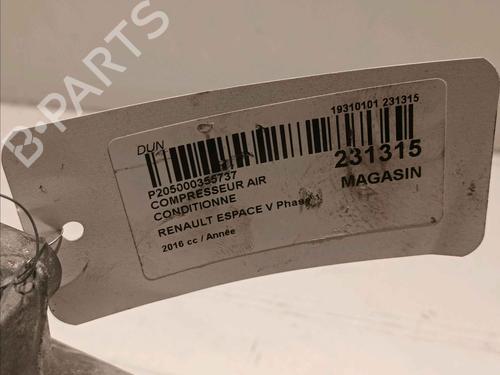 B-PARTS
DUN
19310101 231315
P205000355737
231315
COMPRESSEUR AIR
MAGASIN
CONDITIONNE
RENAULT ESPACE V Phase
2016 cc / Année